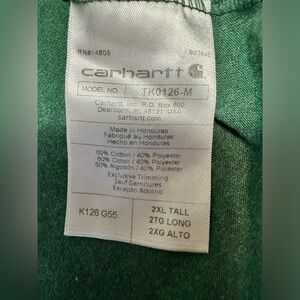 RN#14806
carhartt
MODEL NO. TK0126-M
Carhartt, Inc. P.O. Box 600
Dearborn, MI 48121 USA
carhartt.com
Made in Honduras
Fabriqué au Honduras
Hecho en Honduras
60% Cotton / 40% Polyester
60% Coton / 40% Polyester
60% Algodón / 40% Poliéster
Exclusive Trimming
Sauf Garnitures
Excepto Adorno
K126 G55
2XL TALL
2TG LONG
2XG ALTO